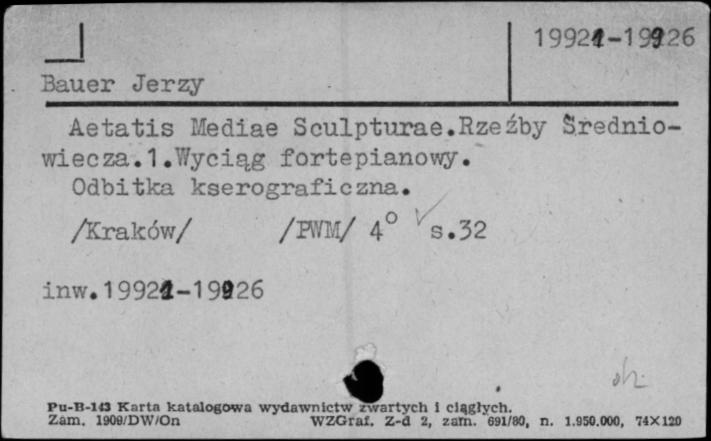 19921-19926
Bauer Jerzy
Aetatis Mediae Sculpturae.Rzeźby Średnio-
wiecza.1.Wyciąg fortepianowy.
Odbitka kserograficzna.
/Kraków/ /PWM/ 4° s.32
inw.19921-19926
Pu-B-143 Karta katalogowa wydawnictw zwartych i ciągłych.
Zam. 1909/DW/On WZGraf. Z-d 2, zam. 691/80, n. 1.950.000, 74×120